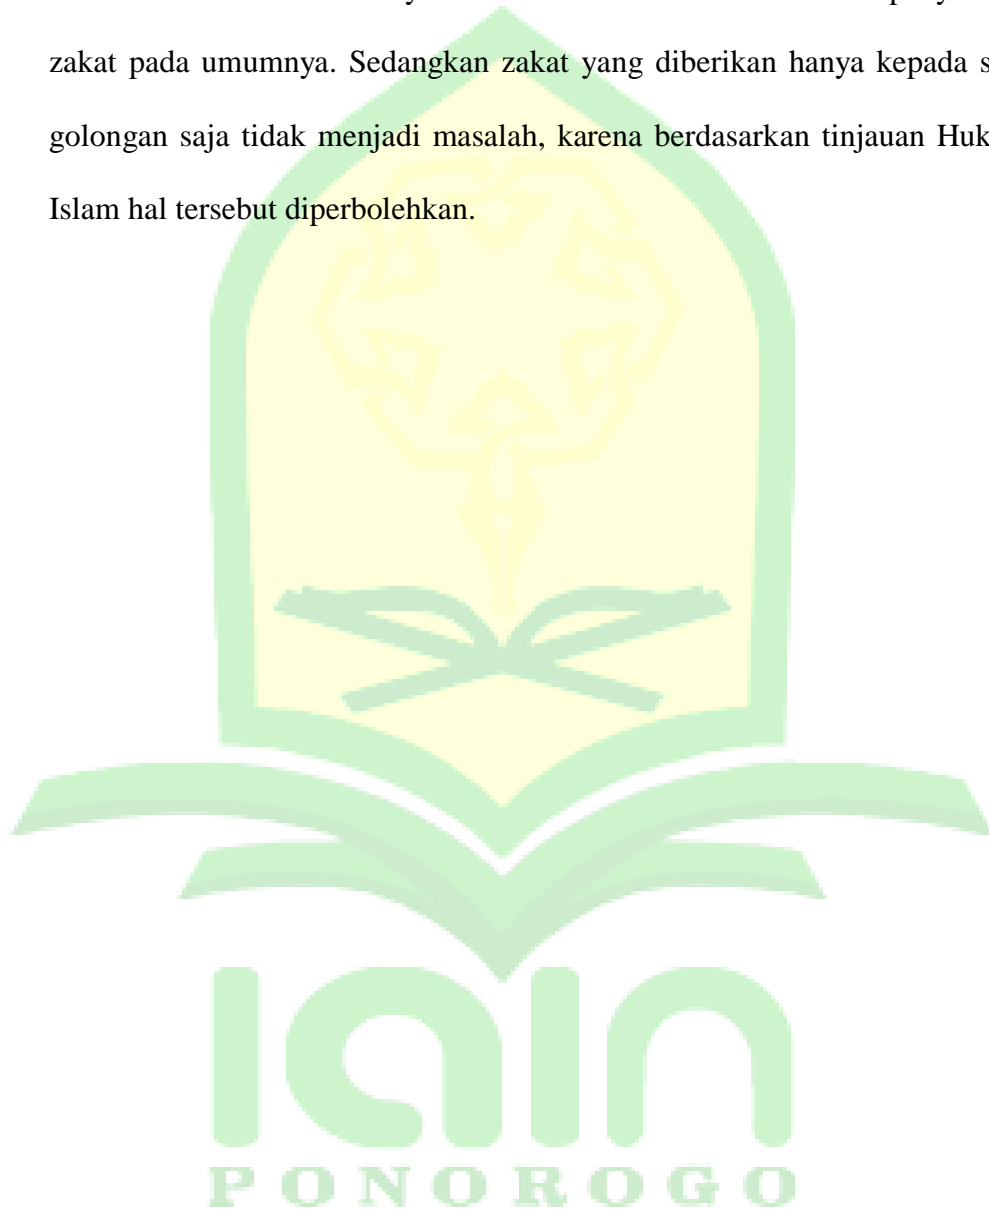 zakat pada umumnya. Sedangkan zakat yang diberikan hanya kepada s
golongan saja tidak menjadi masalah, karena berdasarkan tinjauan Huk
Islam hal tersebut diperbolehkan.
IAIN
PONOROGO